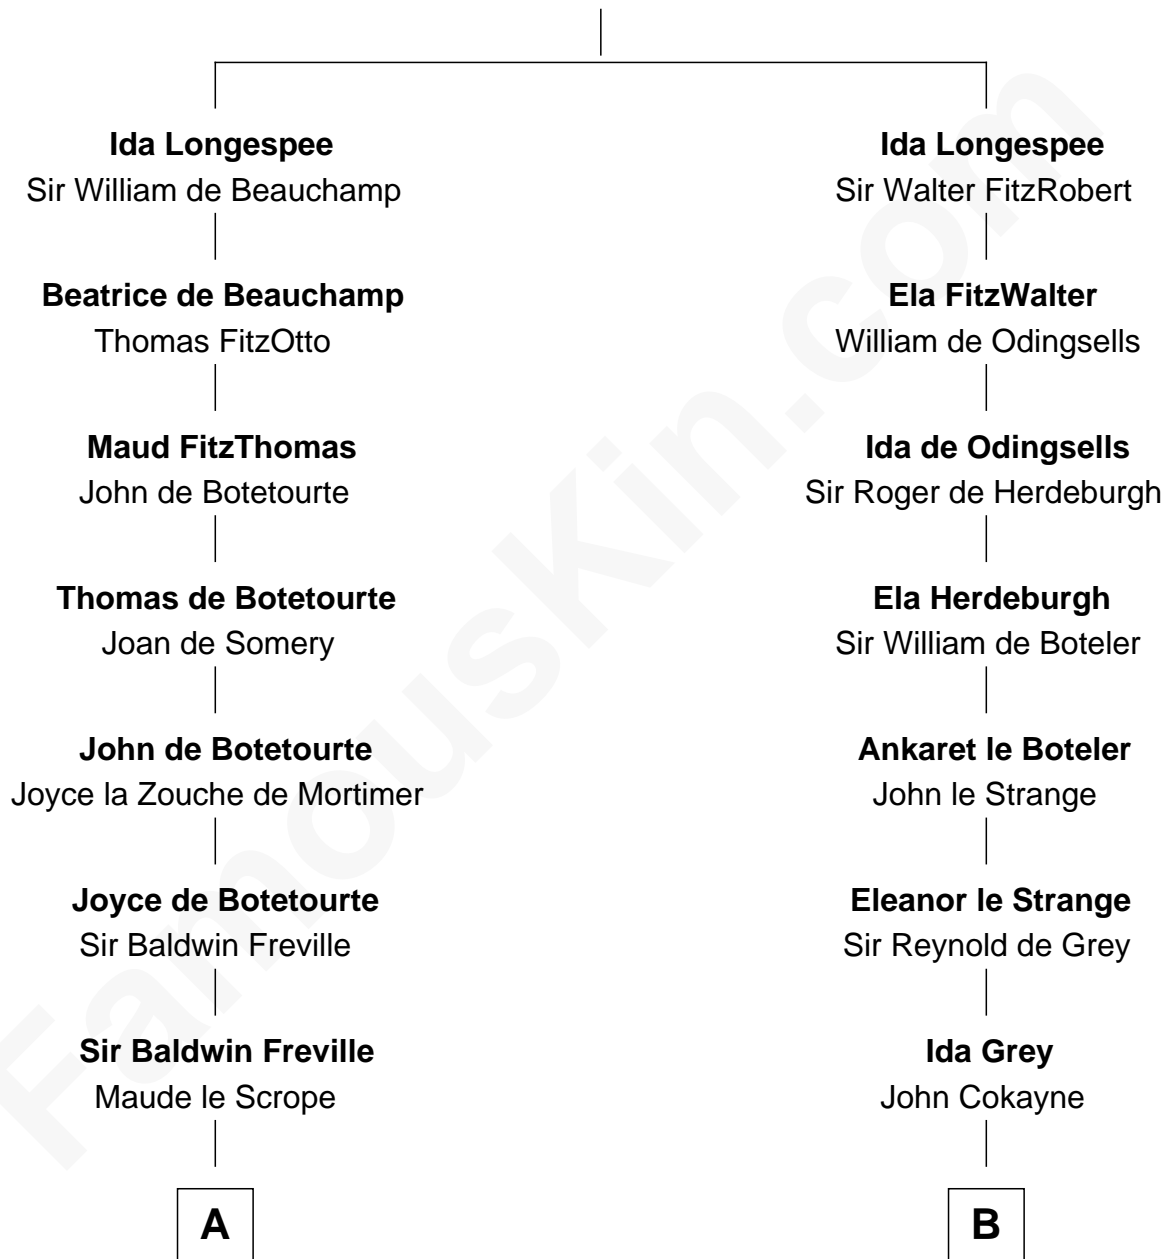 Ida Longespee
Sir William de Beauchamp
Beatrice de Beauchamp
Thomas FitzOtto
Maud FitzThomas
John de Botetourte
Thomas de Botetourte
Joan de Somery
John de Botetourte
Joyce la Zouche de Mortimer
Joyce de Botetourte
Sir Baldwin Freville
Sir Baldwin Freville
Maude le Scrope
A
Ida Longespee
Sir Walter FitzRobert
Ela FitzWalter
William de Odingsells
Ida de Odingsells
Sir Roger de Herdeburgh
Ela Herdeburgh
Sir William de Boteler
Ankaret le Boteler
John le Strange
Eleanor le Strange
Sir Reynold de Grey
Ida Grey
John Cokayne
B
FamousKin.com